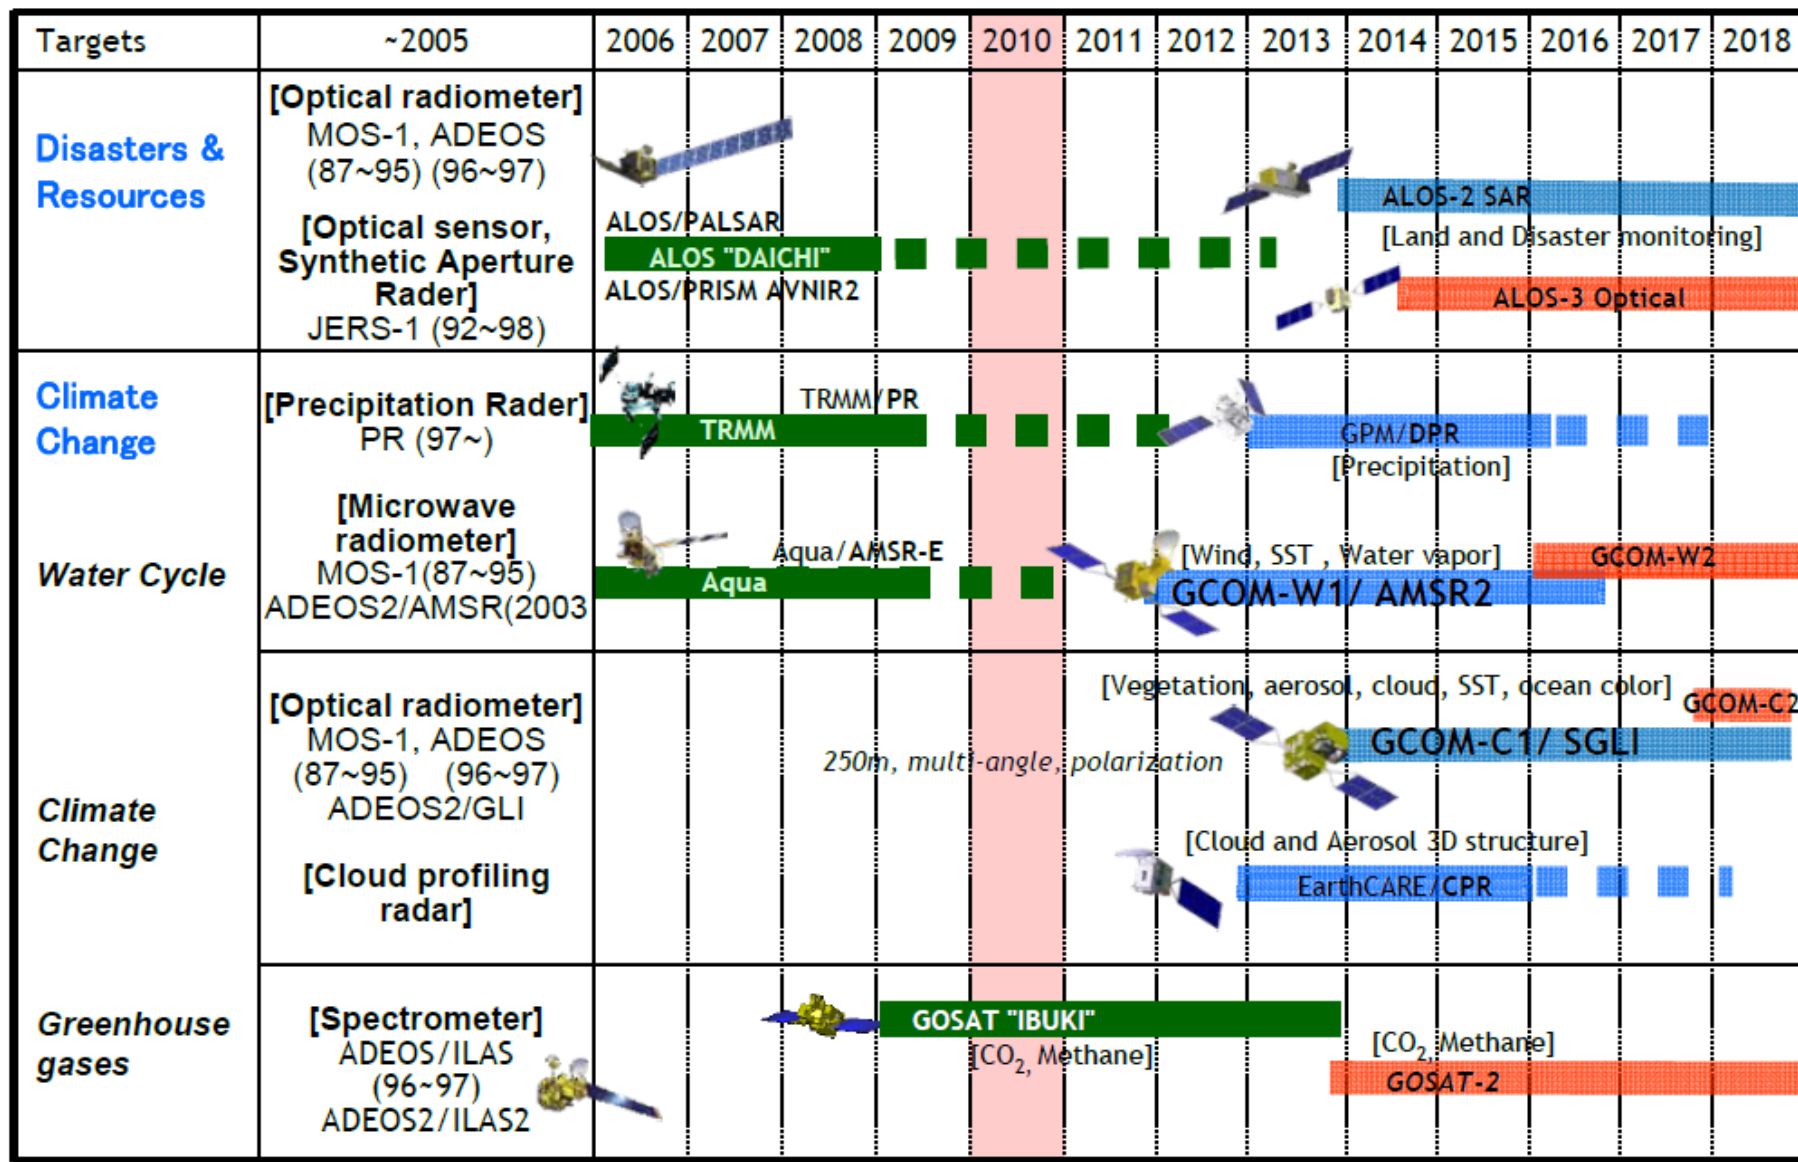 Targets ~2005 2006 2007 2008 2009 2010 2011 2012 2013 2014 2015 2016 2017 2018
Disasters &
Resources
[Optical radiometer]
MOS-1, ADEOS
(87~95) (96~97)
[Optical sensor,
Synthetic Aperture
Rader]
JERS-1 (92~98)
ALOS/PALSAR
ALOS "DAICHI"
ALOS/PRISM AVNIR2
ALOS-2 SAR
[Land and Disaster monitoring]
ALOS-3 Optical
Climate
Change
[Precipitation Rader]
PR (97~)
TRMM/PR
TRMM
GPM/DPR
[Precipitation]
Water Cycle
[Microwave
radiometer]
MOS-1(87~95)
ADEOS2/AMSR(2003
Aqua/AMSR-E
Aqua
[Wind, SST , Water vapor]
GCOM-W1/ AMSR2
GCOM-W2
Climate
Change
[Optical radiometer]
MOS-1, ADEOS
(87~95) (96~97)
ADEOS2/GLI
[Cloud profiling
radar]
[Vegetation, aerosol, cloud, SST, ocean color]
GCOM-C2
GCOM-C1/ SGLI
250m, multi-angle, polarization
[Cloud and Aerosol 3D structure]
EarthCARE/CPR
Greenhouse
gases
[Spectrometer]
ADEOS/ILAS
(96~97)
ADEOS2/ILAS2
GOSAT "IBUKI"
[CO2, Methane]
[CO2, Methane]
GOSAT-2